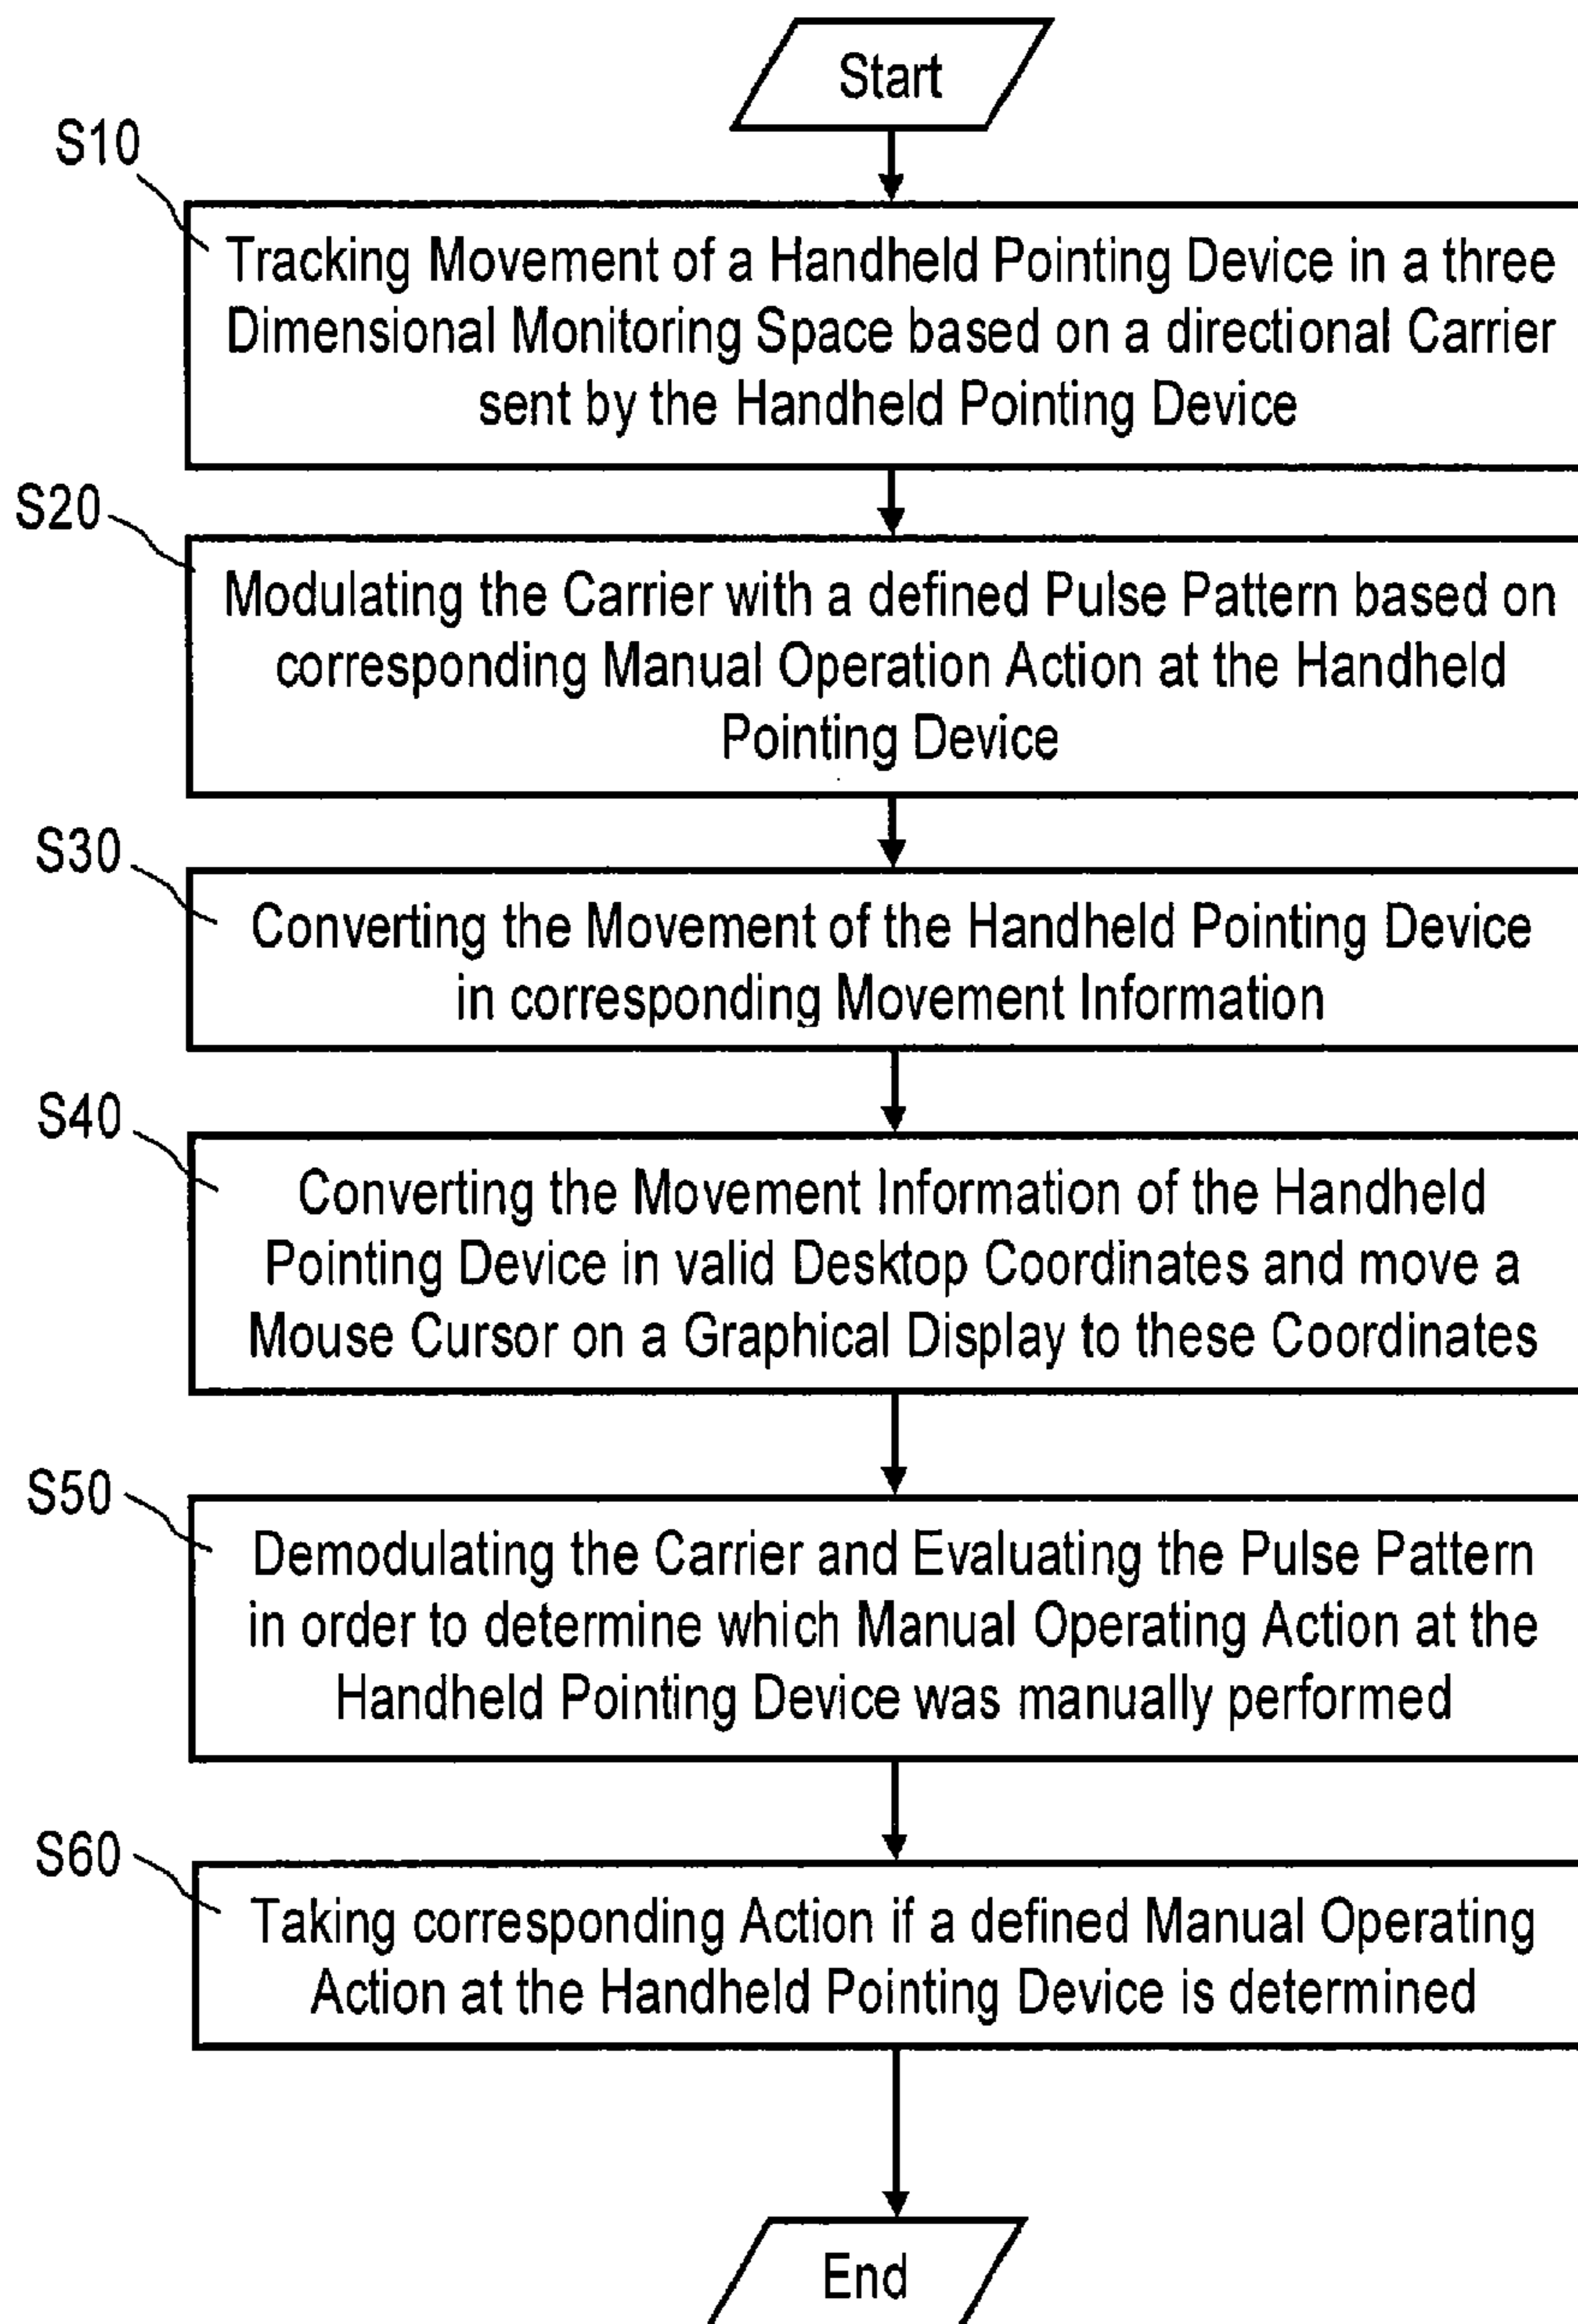 Start
S10
Tracking Movement of a Handheld Pointing Device in a three
Dimensional Monitoring Space based on a directional Carrier
sent by the Handheld Pointing Device
S20
Modulating the Carrier with a defined Pulse Pattern based on
corresponding Manual Operation Action at the Handheld
Pointing Device
S30
Converting the Movement of the Handheld Pointing Device
in corresponding Movement Information
S40
Converting the Movement Information of the Handheld
Pointing Device in valid Desktop Coordinates and move a
Mouse Cursor on a Graphical Display to these Coordinates
S50
Demodulating the Carrier and Evaluating the Pulse Pattern
in order to determine which Manual Operating Action at the
Handheld Pointing Device was manually performed
S60
Taking corresponding Action if a defined Manual Operating
Action at the Handheld Pointing Device is determined
End